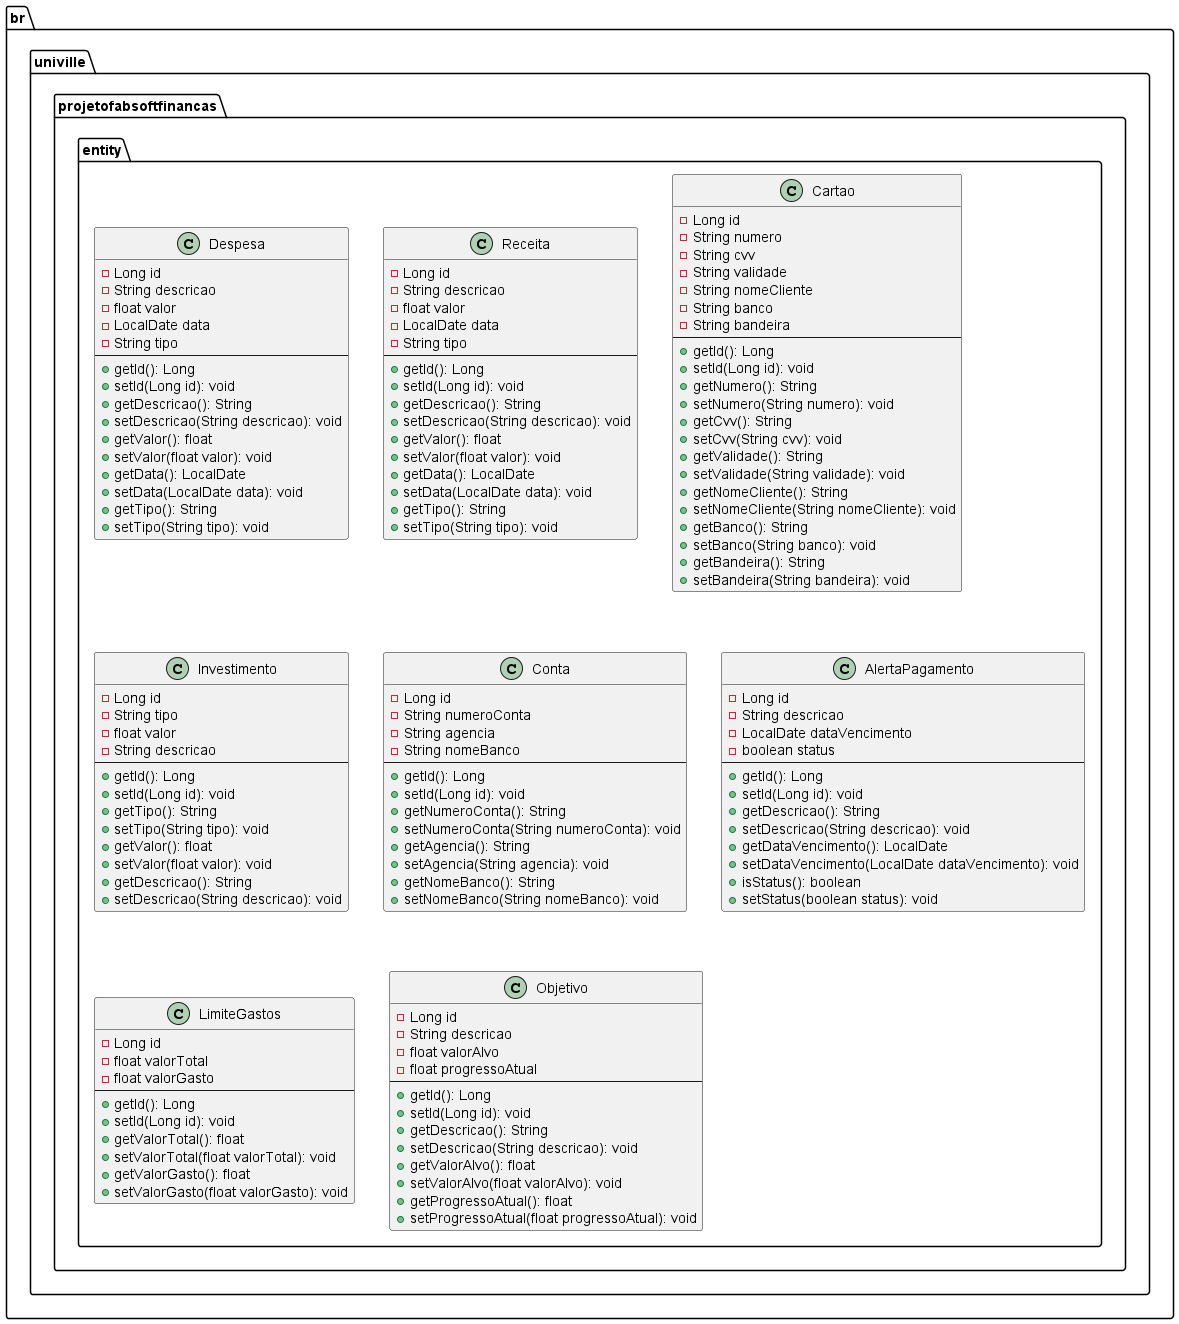 br
univille
projetofabsoftfinancas
entity
C Despesa
Long id
String descricao
float valor
LocalDate data
String tipo
getId(): Long
setId(Long id): void
getDescricao(): String
setDescricao(String descricao): void
getValor(): float
setValor(float valor): void
getData(): LocalDate
setData(LocalDate data): void
getTipo(): String
setTipo(String tipo): void
C Receita
Long id
String descricao
float valor
LocalDate data
String tipo
getId(): Long
setId(Long id): void
getDescricao(): String
setDescricao(String descricao): void
getValor(): float
setValor(float valor): void
getData(): LocalDate
setData(LocalDate data): void
getTipo(): String
setTipo(String tipo): void
C Cartao
Long id
String numero
String cvv
String validade
String nomeCliente
String banco
String bandeira
getId(): Long
setId(Long id): void
getNumero(): String
setNumero(String numero): void
getCvv(): String
setCvv(String cvv): void
getValidade(): String
setValidade(String validade): void
getNomeCliente(): String
setNomeCliente(String nomeCliente): void
getBanco(): String
setBanco(String banco): void
getBandeira(): String
setBandeira(String bandeira): void
C Investimento
Long id
String tipo
float valor
String descricao
getId(): Long
setId(Long id): void
getTipo(): String
setTipo(String tipo): void
getValor(): float
setValor(float valor): void
getDescricao(): String
setDescricao(String descricao): void
C Conta
Long id
String numeroConta
String agencia
String nomeBanco
getId(): Long
setId(Long id): void
getNumeroConta(): String
setNumeroConta(String numeroConta): void
getAgencia(): String
setAgencia(String agencia): void
getNomeBanco(): String
setNomeBanco(String nomeBanco): void
C AlertaPagamento
Long id
String descricao
LocalDate dataVencimento
boolean status
getId(): Long
setId(Long id): void
getDescricao(): String
setDescricao(String descricao): void
getDataVencimento(): LocalDate
setDataVencimento(LocalDate dataVencimento): void
isStatus(): boolean
setStatus(boolean status): void
C LimiteGastos
Long id
float valorTotal
float valorGasto
getId(): Long
setId(Long id): void
getValorTotal(): float
setValorTotal(float valorTotal): void
getValorGasto(): float
setValorGasto(float valorGasto): void
C Objetivo
Long id
String descricao
float valorAlvo
float progressoAtual
getId(): Long
setId(Long id): void
getDescricao(): String
setDescricao(String descricao): void
getValorAlvo(): float
setValorAlvo(float valorAlvo): void
getProgressoAtual(): float
setProgressoAtual(float progressoAtual): void